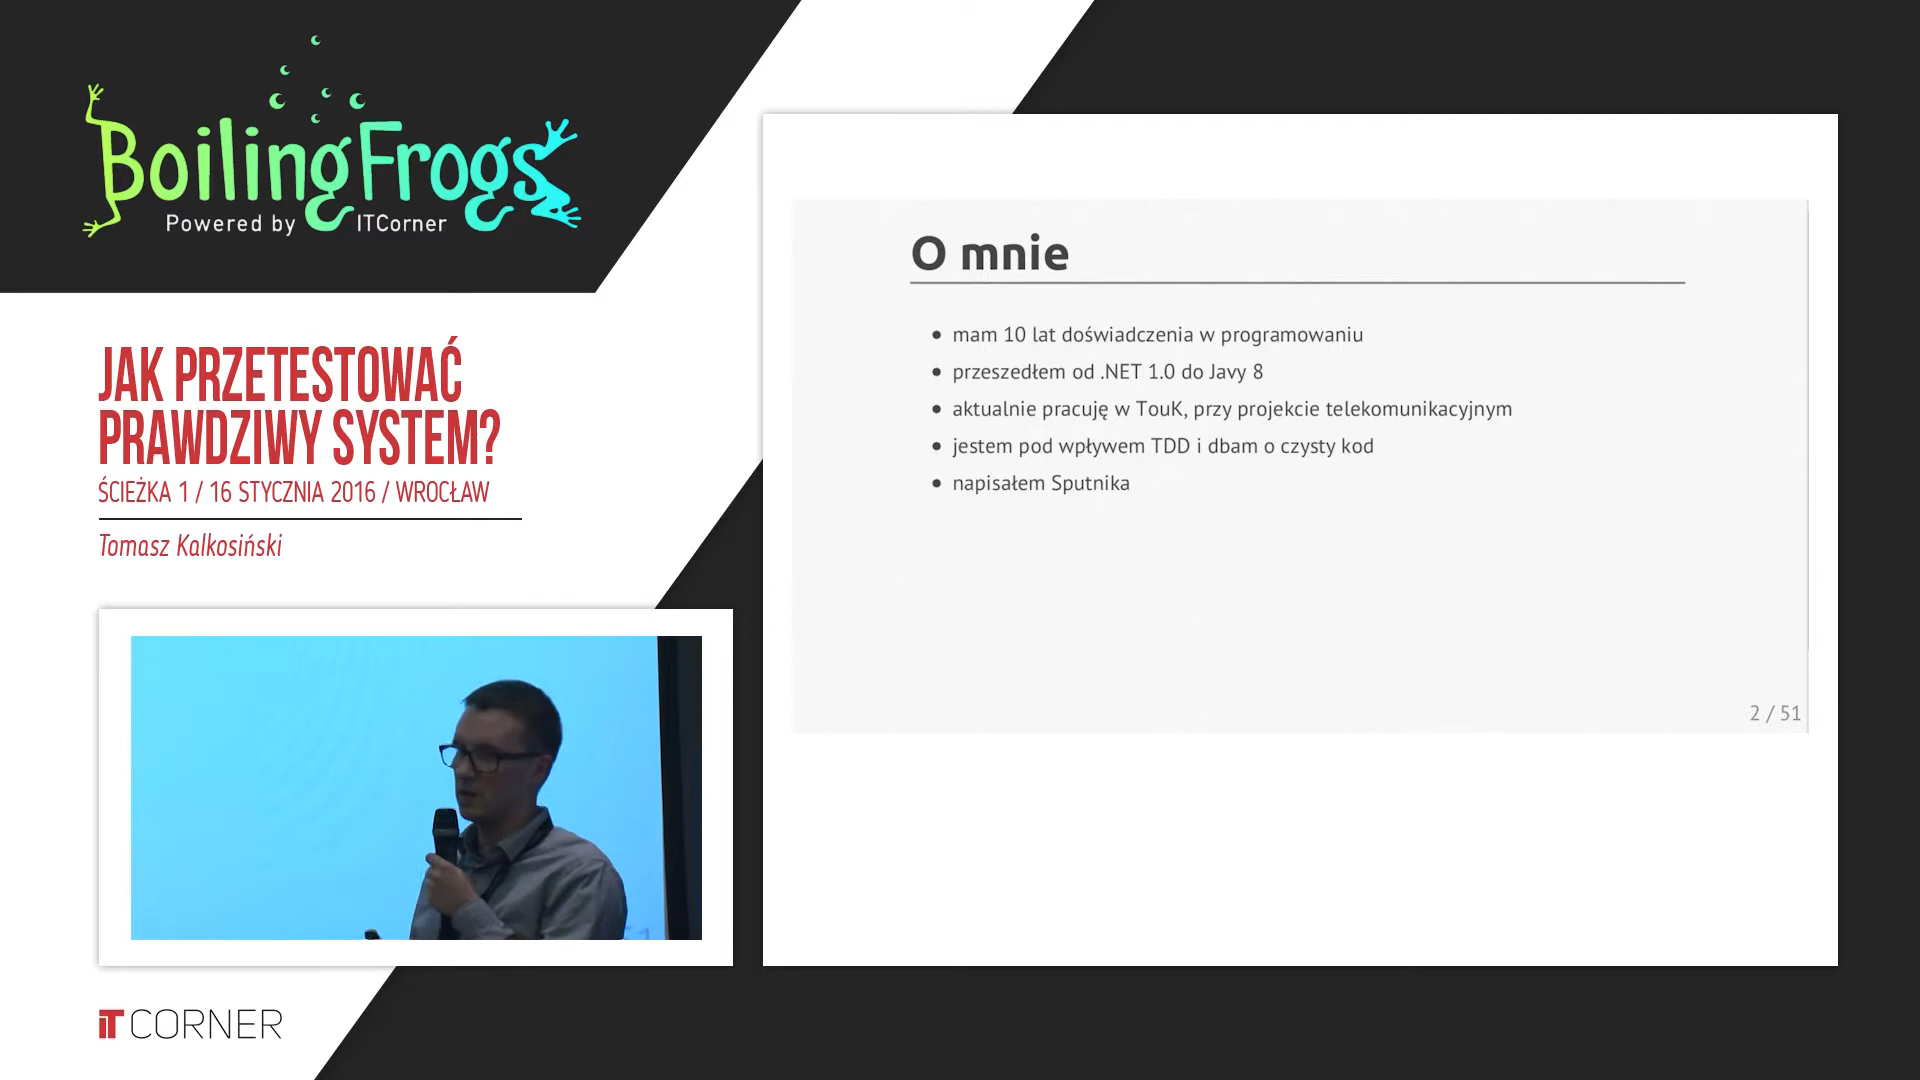 BoilingFrogs
Powered by ITCorner
JAK PRZETESTOWAĆ
PRAWDZIWY SYSTEM?
ŚCIEŻKA 1 / 16 STYCZNIA 2016 / WROCŁAW
Tomasz Kalkosiński
iT CORNER
O mnie
• mam 10 lat doświadczenia w programowaniu
• przeszedłem od .NET 1.0 do Javy 8
• aktualnie pracuję w TouK, przy projekcie telekomunikacyjnym
• jestem pod wpływem TDD i dbam o czysty kod
• napisałem Sputnika
2 / 51